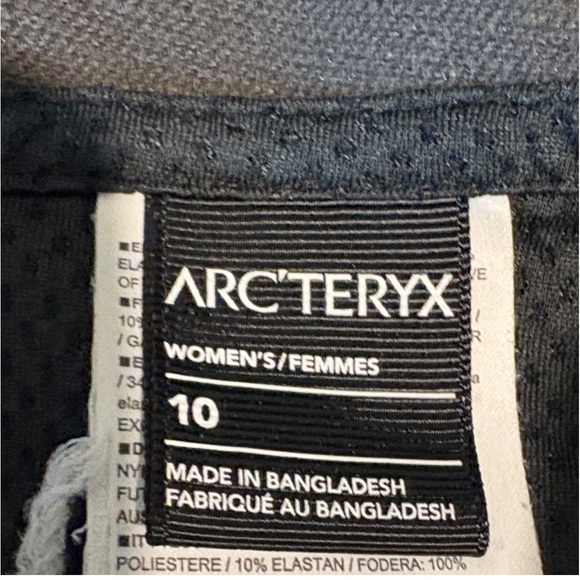 ARC'TERYX
WOMEN'S/FEMMES
10
MADE IN BANGLADESH
FABRIQUÉ AU BANGLADESH
POLIESTERE / 10% ELASTAN / FODERA: 100%